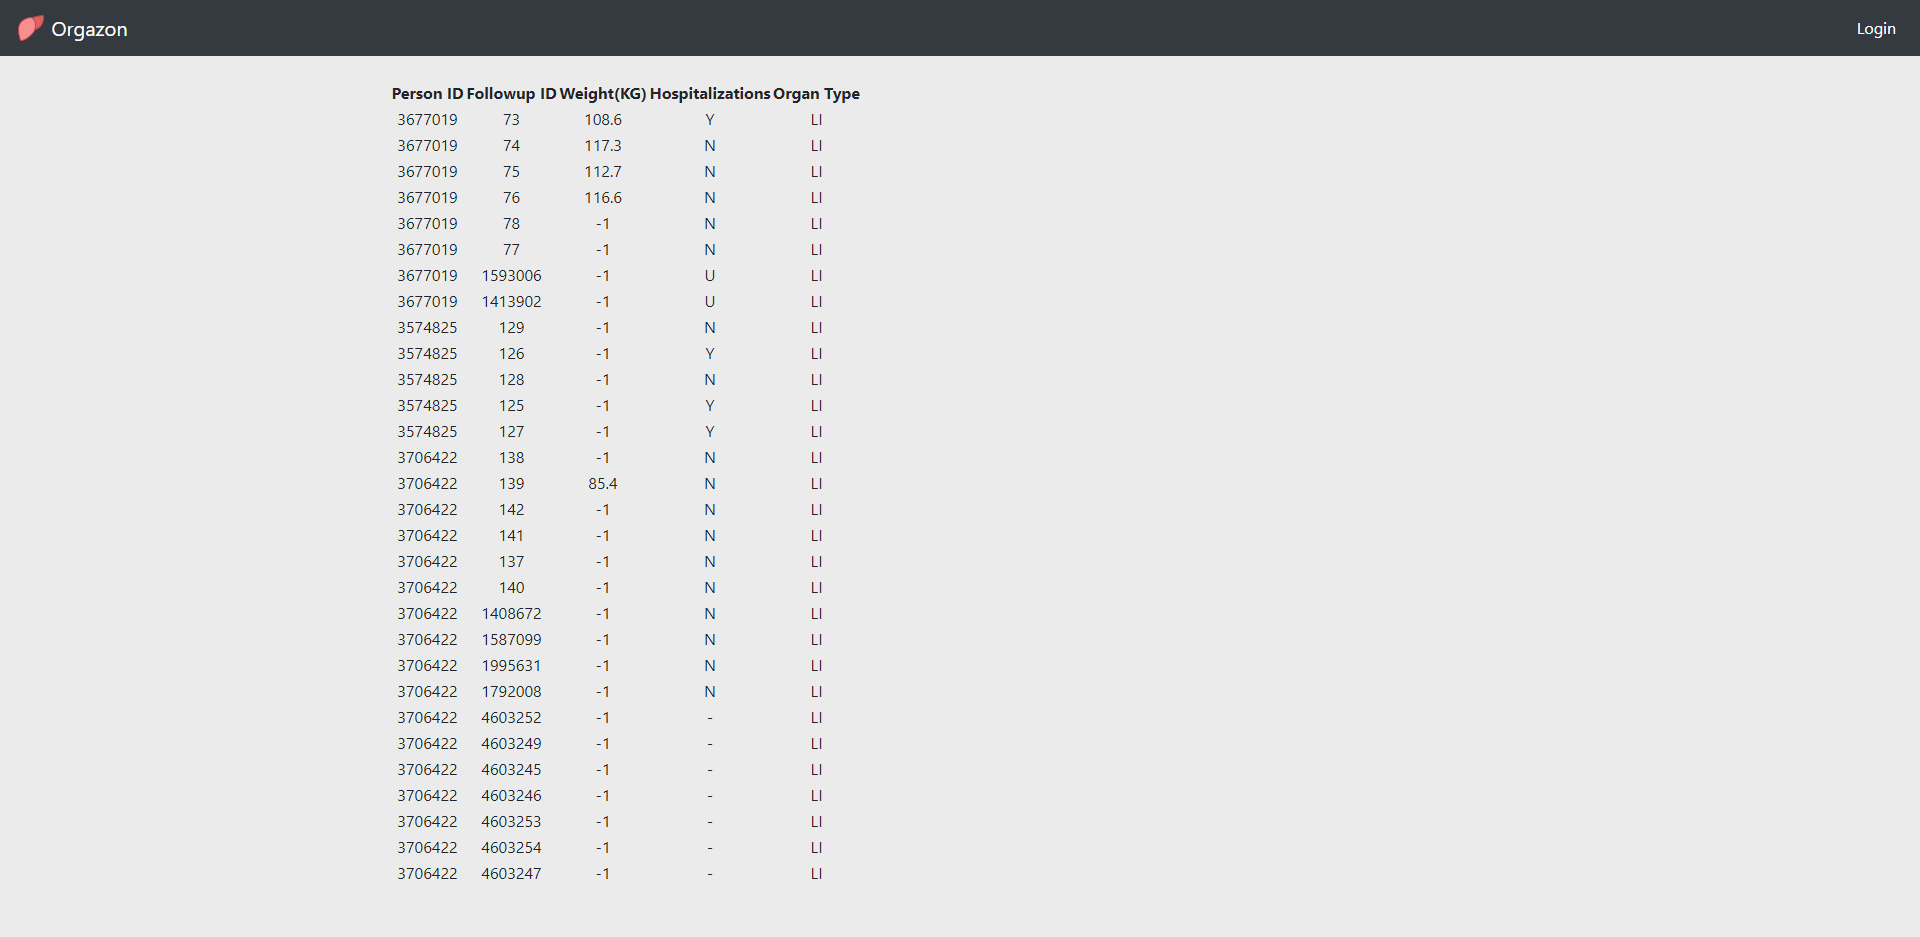 Orgazon Login
Person ID Followup ID Weight(KG) Hospitalizations Organ Type
3677019 73 108.6 Y LI
3677019 74 117.3 N LI
3677019 75 112.7 N LI
3677019 76 116.6 N LI
3677019 78 -1 N LI
3677019 77 -1 N LI
3677019 1593006 -1 U LI
3677019 1413902 -1 U LI
3574825 129 -1 N LI
3574825 126 -1 Y LI
3574825 128 -1 N LI
3574825 125 -1 Y LI
3574825 127 -1 Y LI
3706422 138 -1 N LI
3706422 139 85.4 N LI
3706422 142 -1 N LI
3706422 141 -1 N LI
3706422 137 -1 N LI
3706422 140 -1 N LI
3706422 1408672 -1 N LI
3706422 1587099 -1 N LI
3706422 1995631 -1 N LI
3706422 1792008 -1 N LI
3706422 4603252 -1 - LI
3706422 4603249 -1 - LI
3706422 4603245 -1 - LI
3706422 4603246 -1 - LI
3706422 4603253 -1 - LI
3706422 4603254 -1 - LI
3706422 4603247 -1 - LI